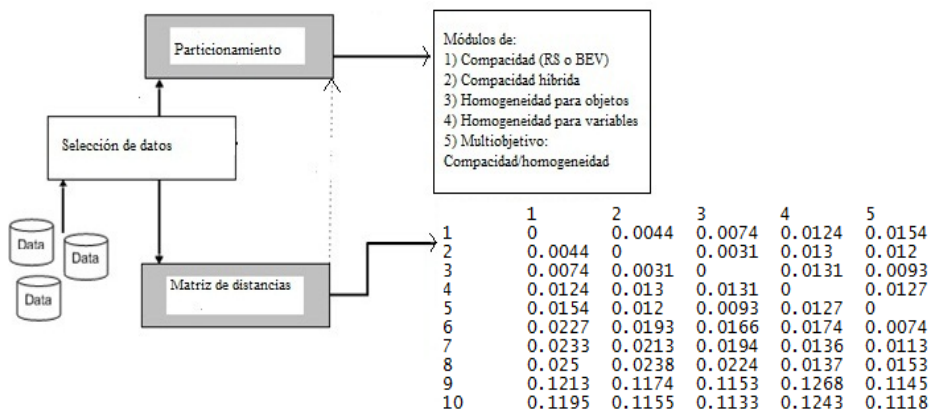 Particionamiento
Módulos de:
1) Compacidad (RS o BEV)
2) Compacidad hibrida
3) Homogeneidad para objetos
4) Homogeneidad para variables
5) Multiobjetivo:
Compacidad/homogeneidad
Selección de datos
Data
Data
Data
Matriz de distancias
1 2 3 4 5
1 0 0.0044 0.0074 0.0124 0.0154
2 0.0044 0 0.0031 0.013 0.012
3 0.0074 0.0031 0 0.0131 0.0093
4 0.0124 0.013 0.0131 0 0.0127
5 0.0154 0.012 0.0093 0.0127 0
6 0.0227 0.0193 0.0166 0.0174 0.0074
7 0.0233 0.0213 0.0194 0.0136 0.0113
8 0.025 0.0238 0.0224 0.0137 0.0153
9 0.1213 0.1174 0.1153 0.1268 0.1145
10 0.1195 0.1155 0.1133 0.1243 0.1118